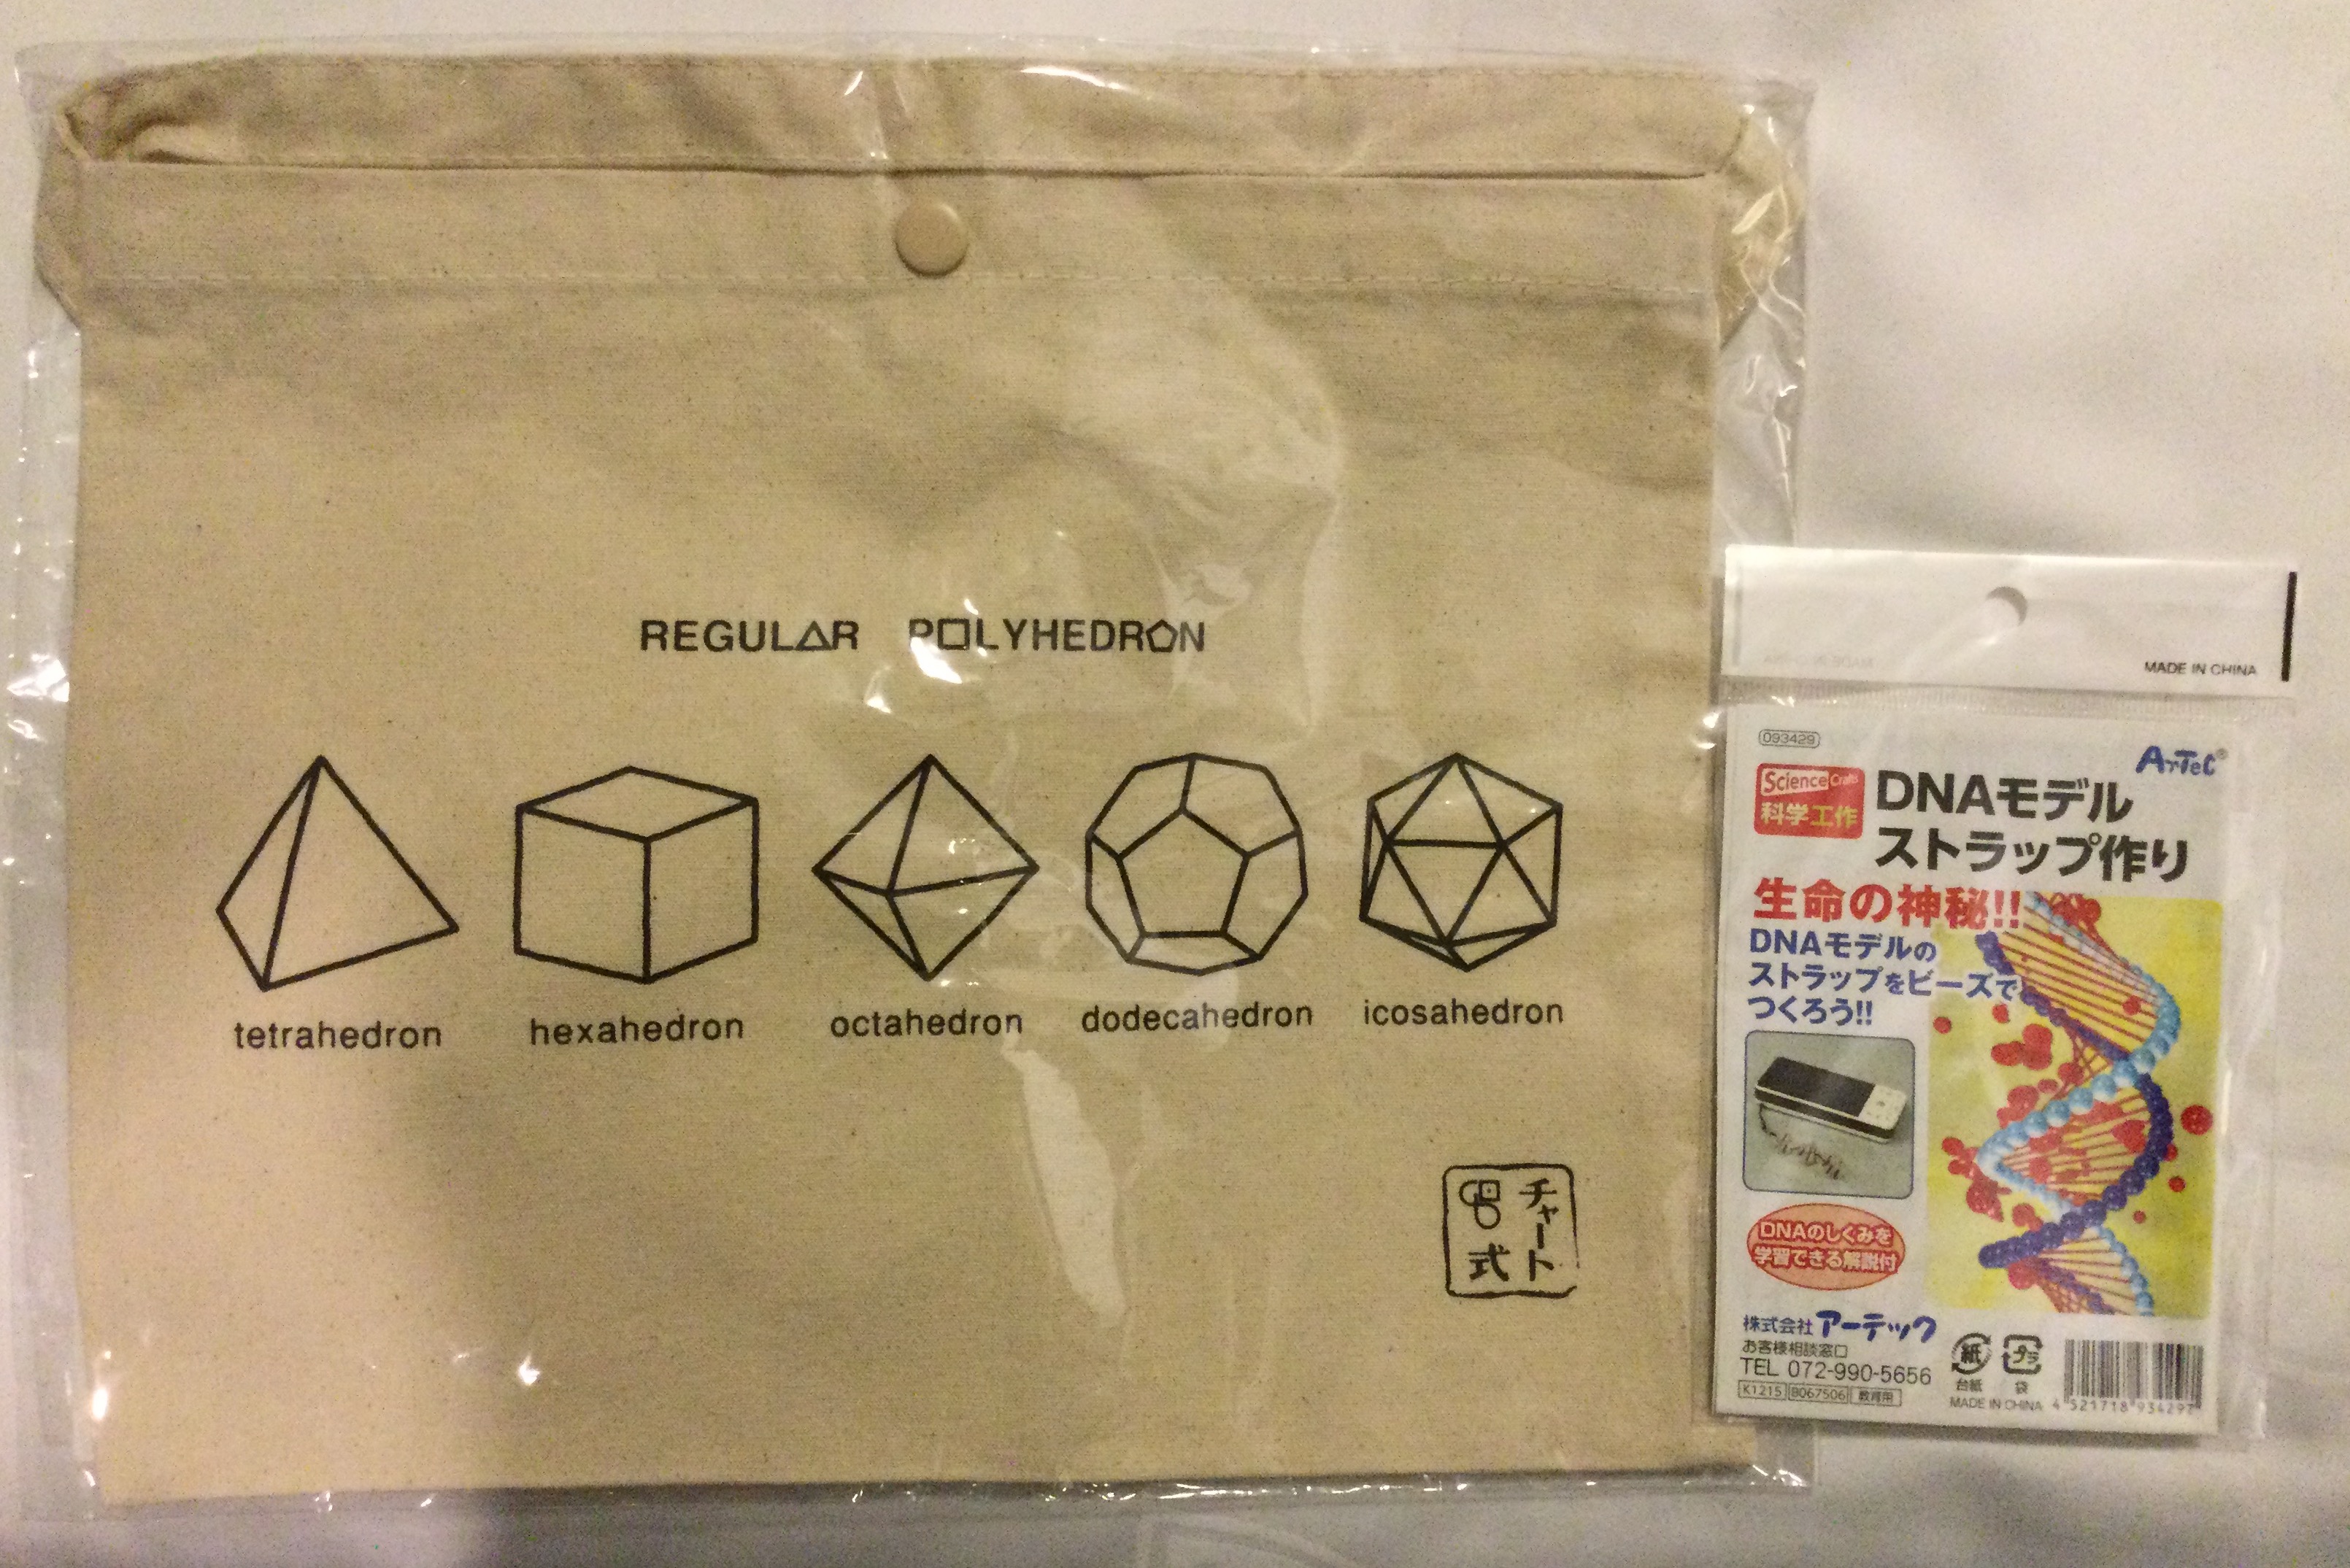 REGULAR POLYHEDRON
tetrahedron
hexahedron
octahedron
dodecahedron
icosahedron
チャート
式
MADE IN CHINA
093429
ArTeC®
Science Crafts
科学工作
DNAモデル
ストラップ作り
生命の神秘!!
DNAモデルの
ストラップをビーズで
つくろう!!
DNAのしくみを
学習できる解説付
株式会社アーテック
お客様相談窓口
TEL 072-990-5656
K1215 B067506 教育用
紙
台紙
プラ
袋
MADE IN CHINA
4 521718 934297